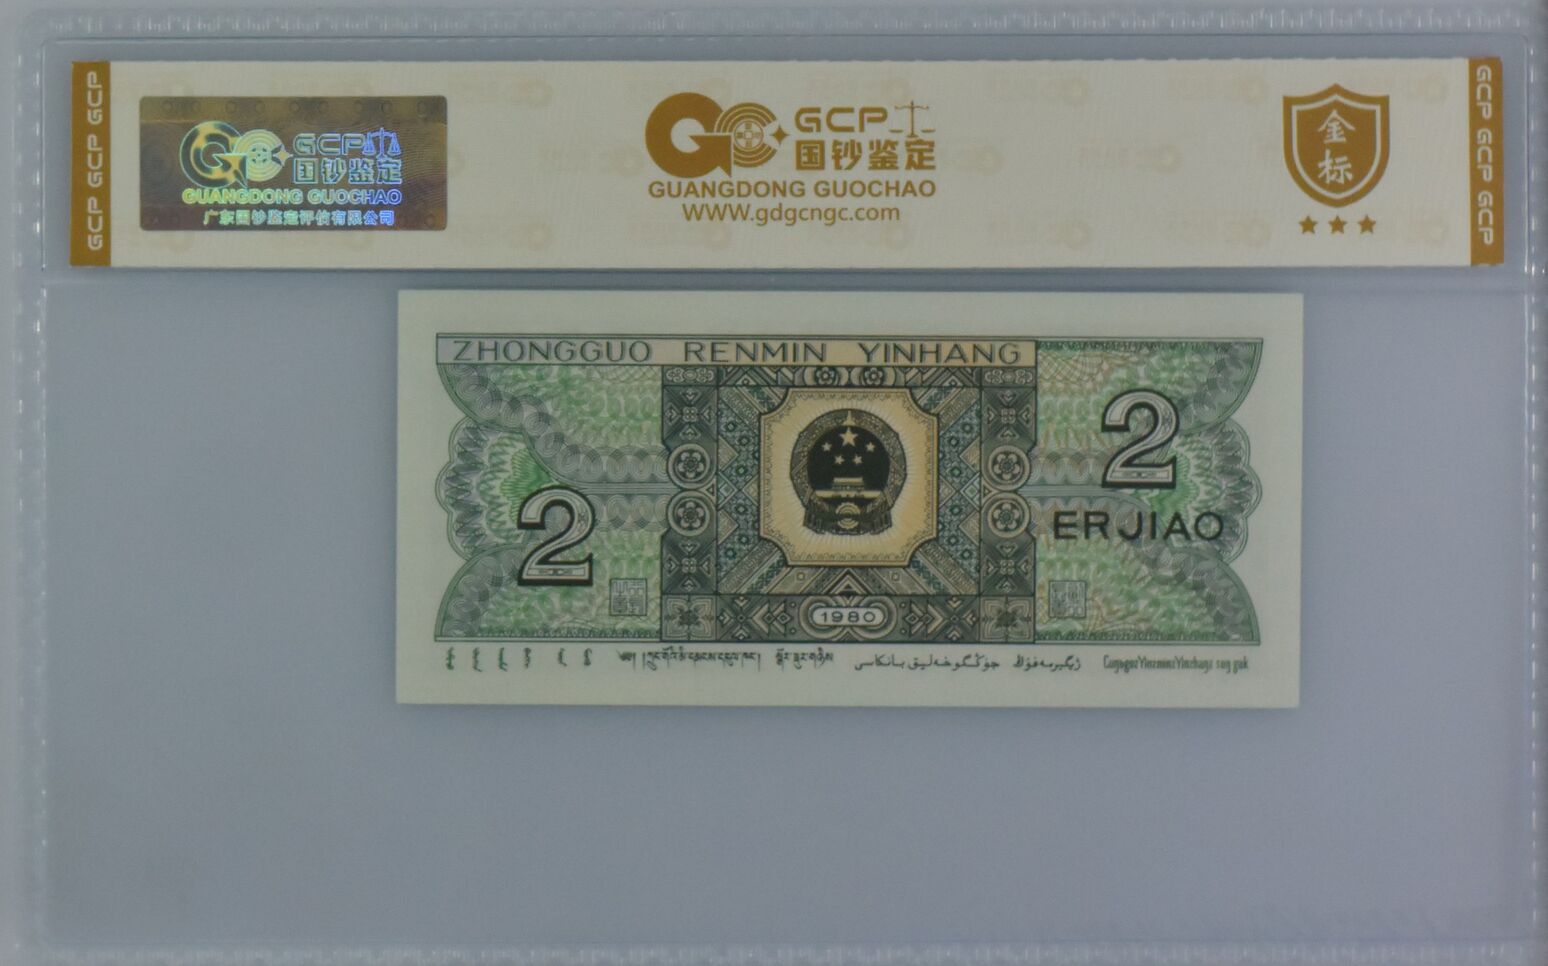 GCP GCP GCP
GCP
国钞鉴定
GUANGDONG GUOCHAO
广东国钞鉴定评估有限公司
GCP
国钞鉴定
GUANGDONG GUOCHAO
WWW.gdgcngc.com
金
标
GCP GCP GCP
ZHONGGUO RENMIN YINHANG
2
ERJIAO
2
1980
جۇڭگوخەلىق بانكاسى